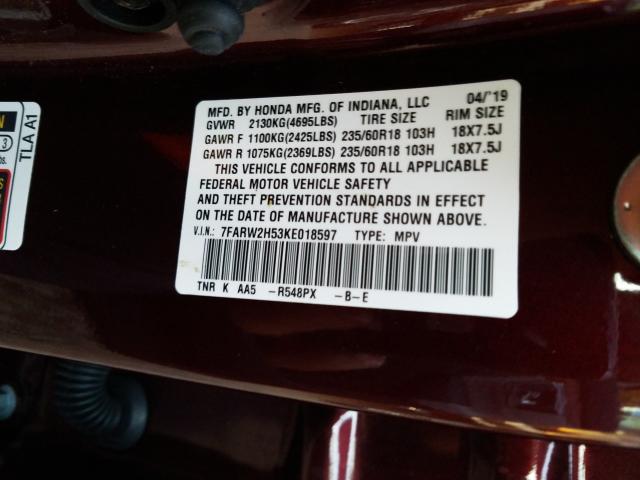 MFD. BY HONDA MFG. OF INDIANA, LLC 04/'19
GVWR 2130KG(4695LBS) TIRE SIZE RIM SIZE
GAWR F 1100KG(2425LBS) 235/60R18 103H 18X7.5J
GAWR R 1075KG(2369LBS) 235/60R18 103H 18X7.5J
THIS VEHICLE CONFORMS TO ALL APPLICABLE
FEDERAL MOTOR VEHICLE SAFETY
AND THEFT PREVENTION STANDARDS IN EFFECT
ON THE DATE OF MANUFACTURE SHOWN ABOVE.
V.I.N.: 7FARW2H53KE018597 TYPE: MPV
TNR K AA5 -R548PX -B-E
TLA A1
3